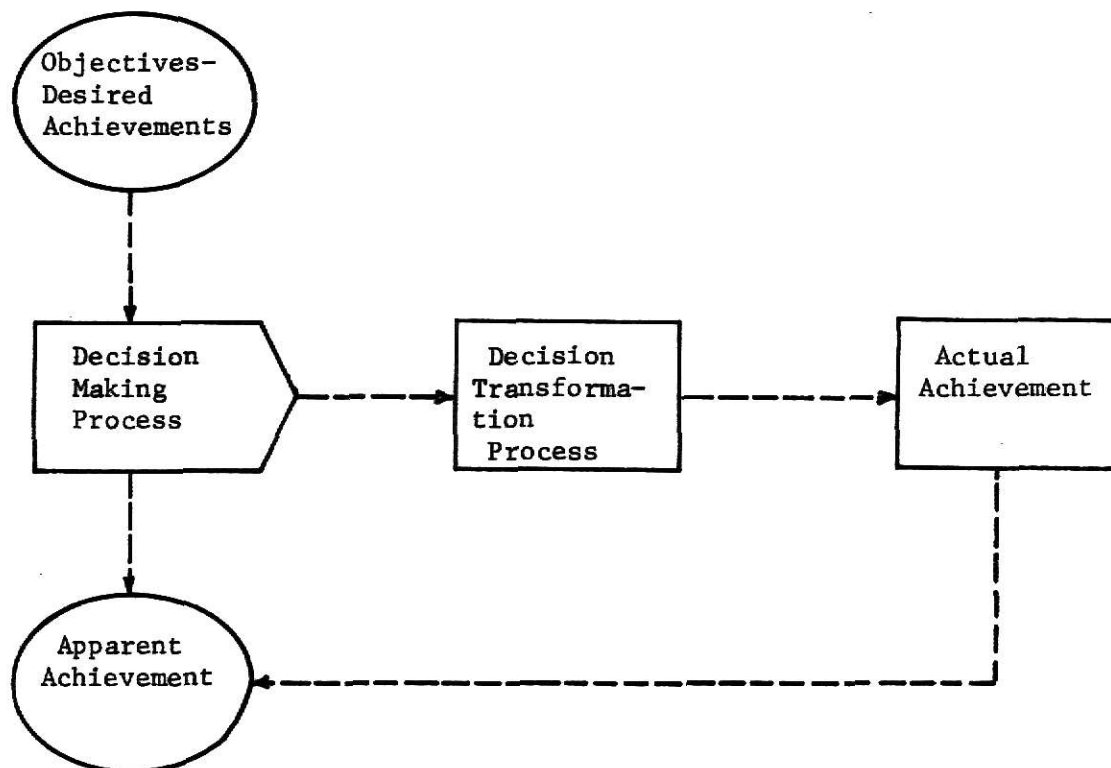 Objectives-
Desired
Achievements
Decision
Making
Process
Decision
Transforma-
tion
Process
Actual
Achievement
Apparent
Achievement